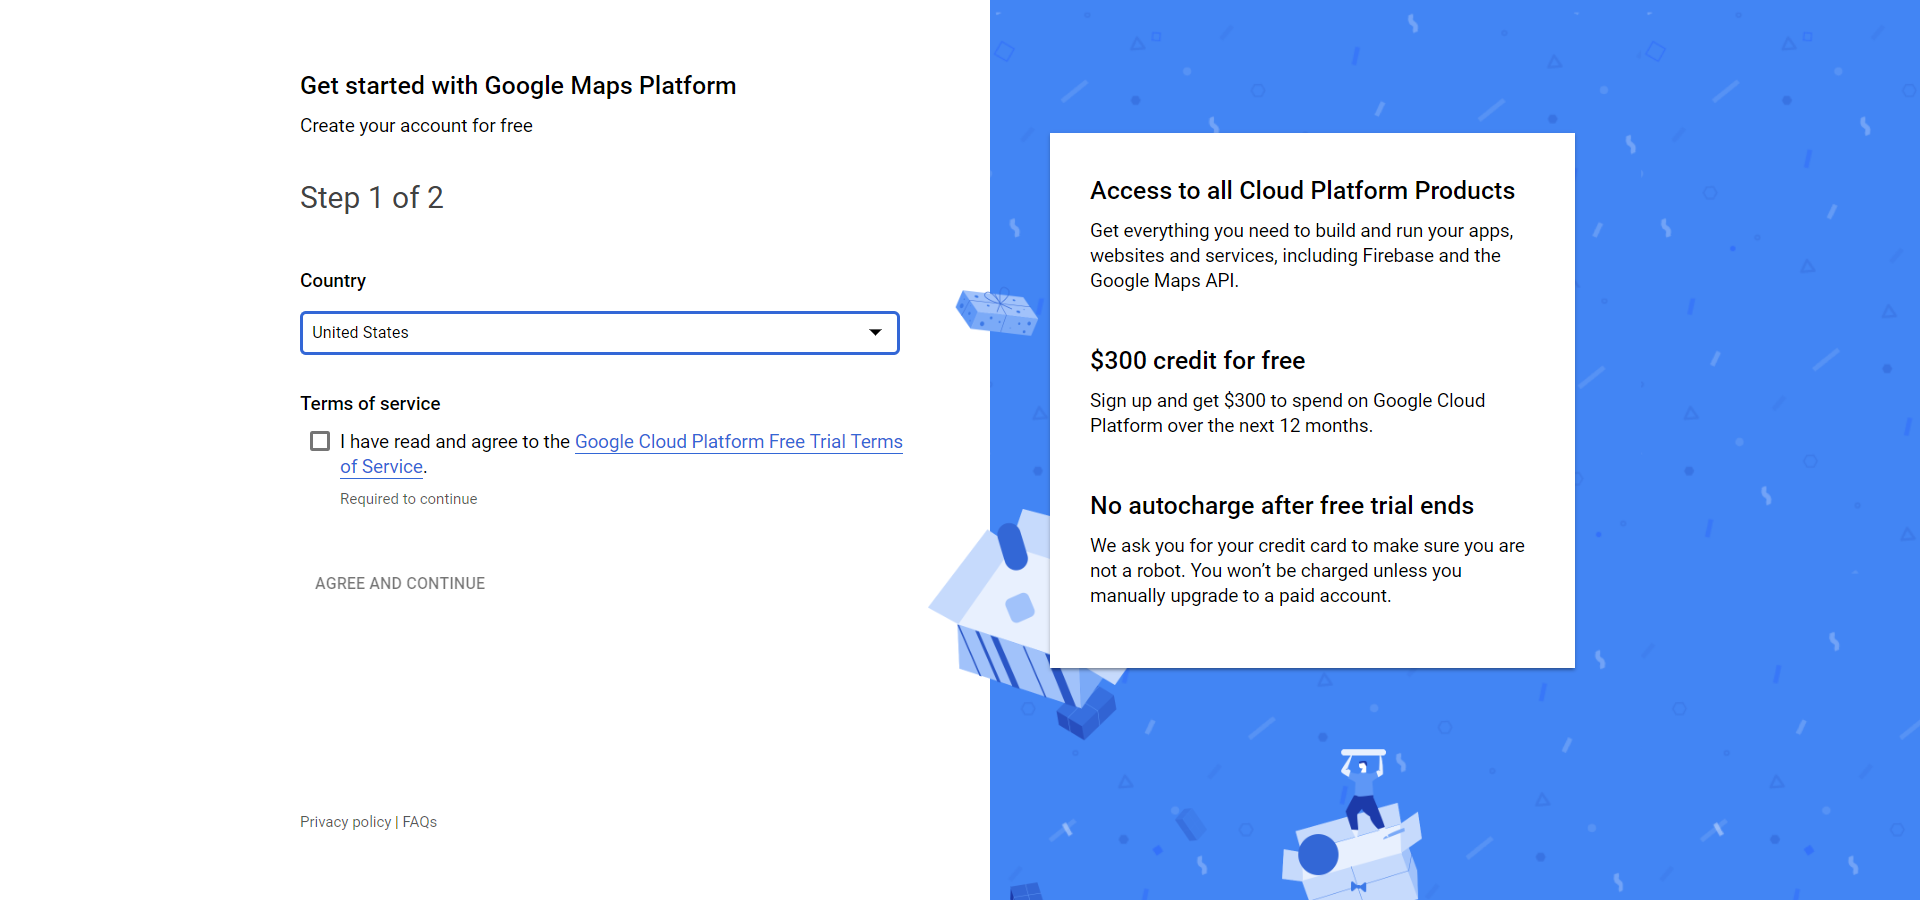 Get started with Google Maps Platform
Create your account for free
Step 1 of 2
Country
United States
Terms of service
I have read and agree to the Google Cloud Platform Free Trial Terms
of Service.
Required to continue
AGREE AND CONTINUE
Privacy policy | FAQs
Access to all Cloud Platform Products
Get everything you need to build and run your apps,
websites and services, including Firebase and the
Google Maps API.
$300 credit for free
Sign up and get $300 to spend on Google Cloud
Platform over the next 12 months.
No autocharge after free trial ends
We ask you for your credit card to make sure you are
not a robot. You won’t be charged unless you
manually upgrade to a paid account.